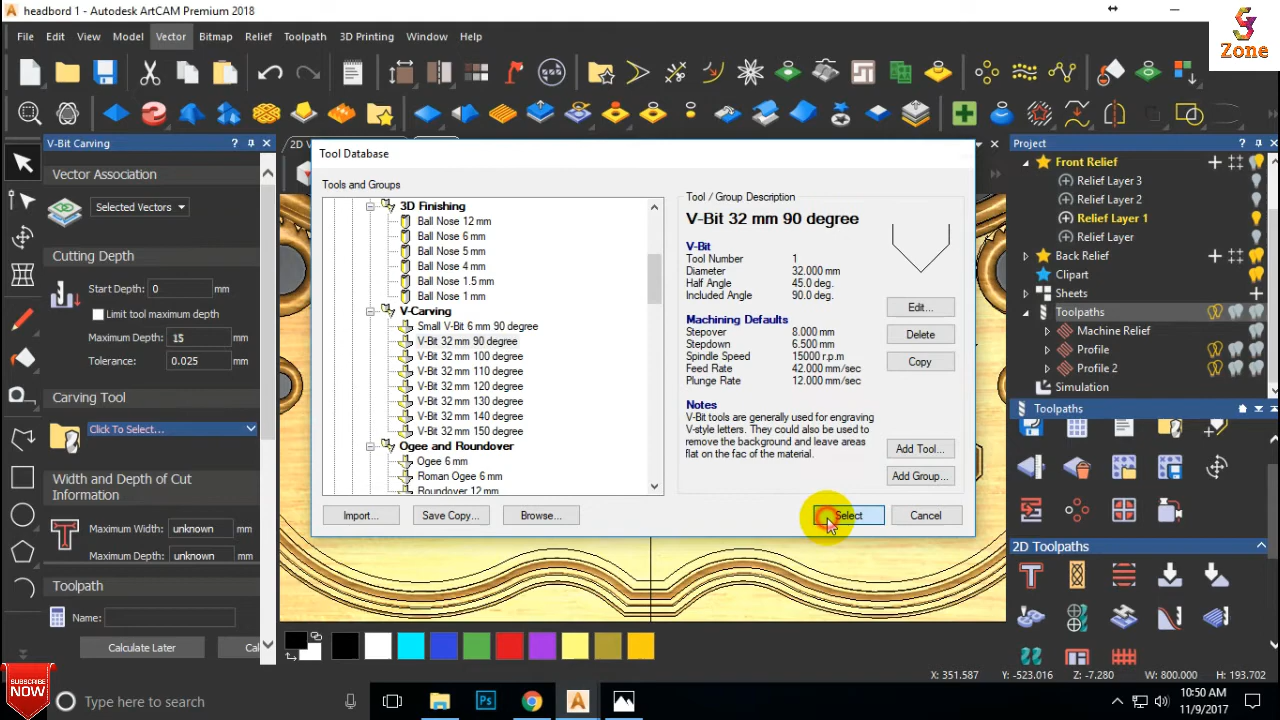 headbord 1 - Autodesk ArtCAM Premium 2018
Zone
File Edit View Model Vector Bitmap Relief Toolpath 3D Printing Window Help
V-Bit Carving
Vector Association
Selected Vectors
Cutting Depth
Start Depth: 0 mm
Limit tool maximum depth
Maximum Depth: 15 mm
Tolerance: 0.025
Carving Tool
Click To Select...
Width and Depth of Cut
Information
Maximum Width: unknown mm
Maximum Depth: unknown mm
Toolpath
Name:
Calculate Later
2D V
Tool Database
Tools and Groups
3D Finishing
Ball Nose 12 mm
Ball Nose 6 mm
Ball Nose 5 mm
Ball Nose 4 mm
Ball Nose 1.5 mm
Ball Nose 1 mm
V-Carving
Small V-Bit 6 mm 90 degree
V-Bit 32 mm 90 degree
V-Bit 32 mm 100 degree
V-Bit 32 mm 110 degree
V-Bit 32 mm 120 degree
V-Bit 32 mm 130 degree
V-Bit 32 mm 140 degree
V-Bit 32 mm 150 degree
Ogee and Roundover
Ogee 6 mm
Roman Ogee 6 mm
Roundover 12 mm
Import... Save Copy... Browse...
Tool / Group Description
V-Bit 32 mm 90 degree
V-Bit
Tool Number 1
Diameter 32.000 mm
Half Angle 45.0 deg.
Included Angle 90.0 deg.
Machining Defaults
Stepover 8.000 mm
Stepdown 6.500 mm
Spindle Speed 15000 r.p.m
Feed Rate 42.000 mm/sec
Plunge Rate 12.000 mm/sec
Notes
V-Bit tools are generally used for engraving
V-style letters. They could also be used to
remove the background and leave areas
flat on the fac of the material.
Edit...
Delete
Copy
Add Tool...
Add Group...
Select Cancel
Project
Front Relief
Relief Layer 3
Relief Layer 2
Relief Layer 1
Relief Layer
Back Relief
Clipart
Sheets
Toolpaths
Machine Relief
Profile
Profile 2
Simulation
Toolpaths
2D Toolpaths
X: 351.587 Y: -523.016 Z: -7.280 W: 800.000 H: 193.702
SUBSCRIBE
NOW
Type here to search
10:50 AM
11/9/2017